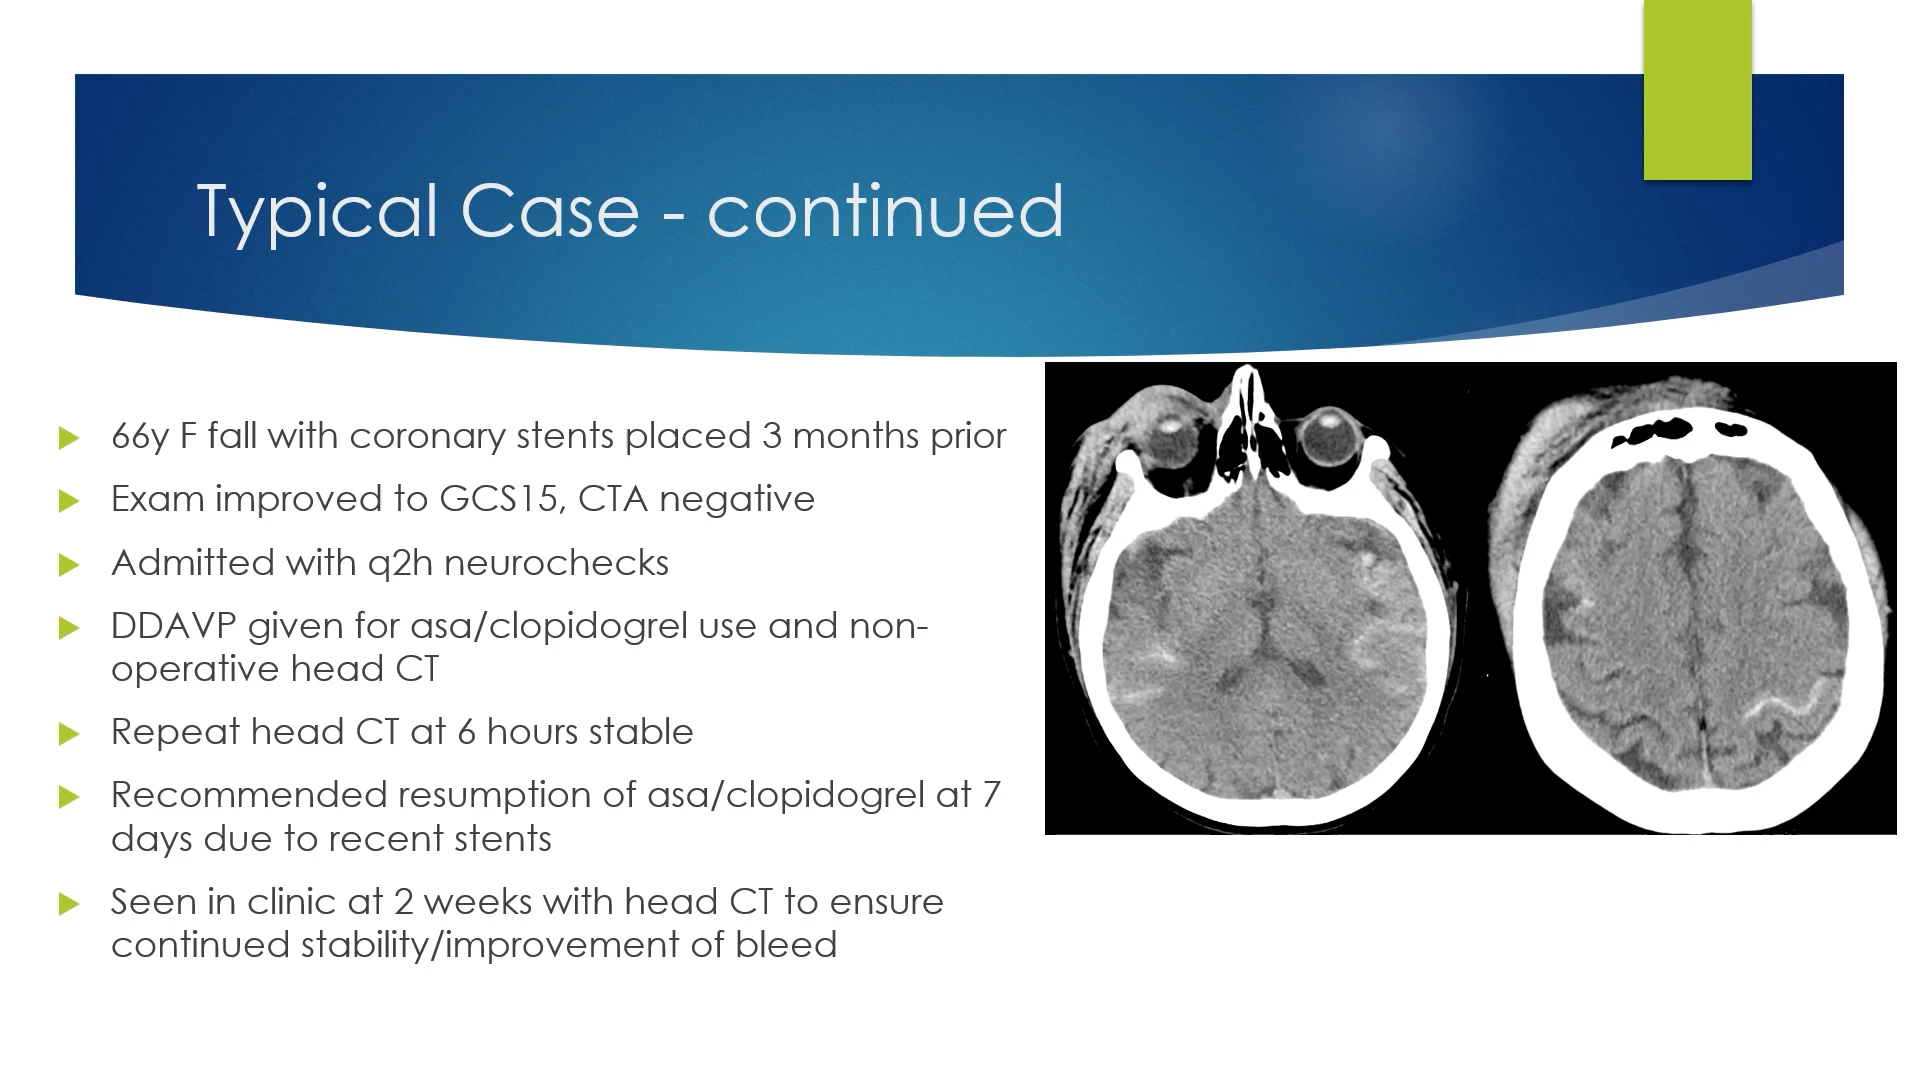 Typical Case - continued
66y F fall with coronary stents placed 3 months prior
Exam improved to GCS15, CTA negative
Admitted with q2h neurochecks
DDAVP given for asa/clopidogrel use and non-
operative head CT
Repeat head CT at 6 hours stable
Recommended resumption of asa/clopidogrel at 7
days due to recent stents
Seen in clinic at 2 weeks with head CT to ensure
continued stability/improvement of bleed